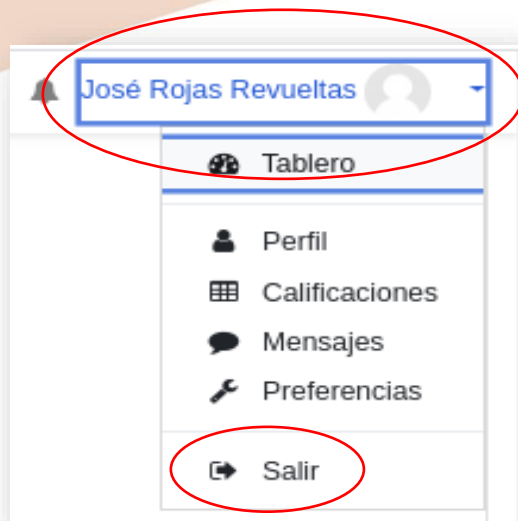 José Rojas Revueltas
Tablero
Perfil
Calificaciones
Mensajes
Preferencias
Salir